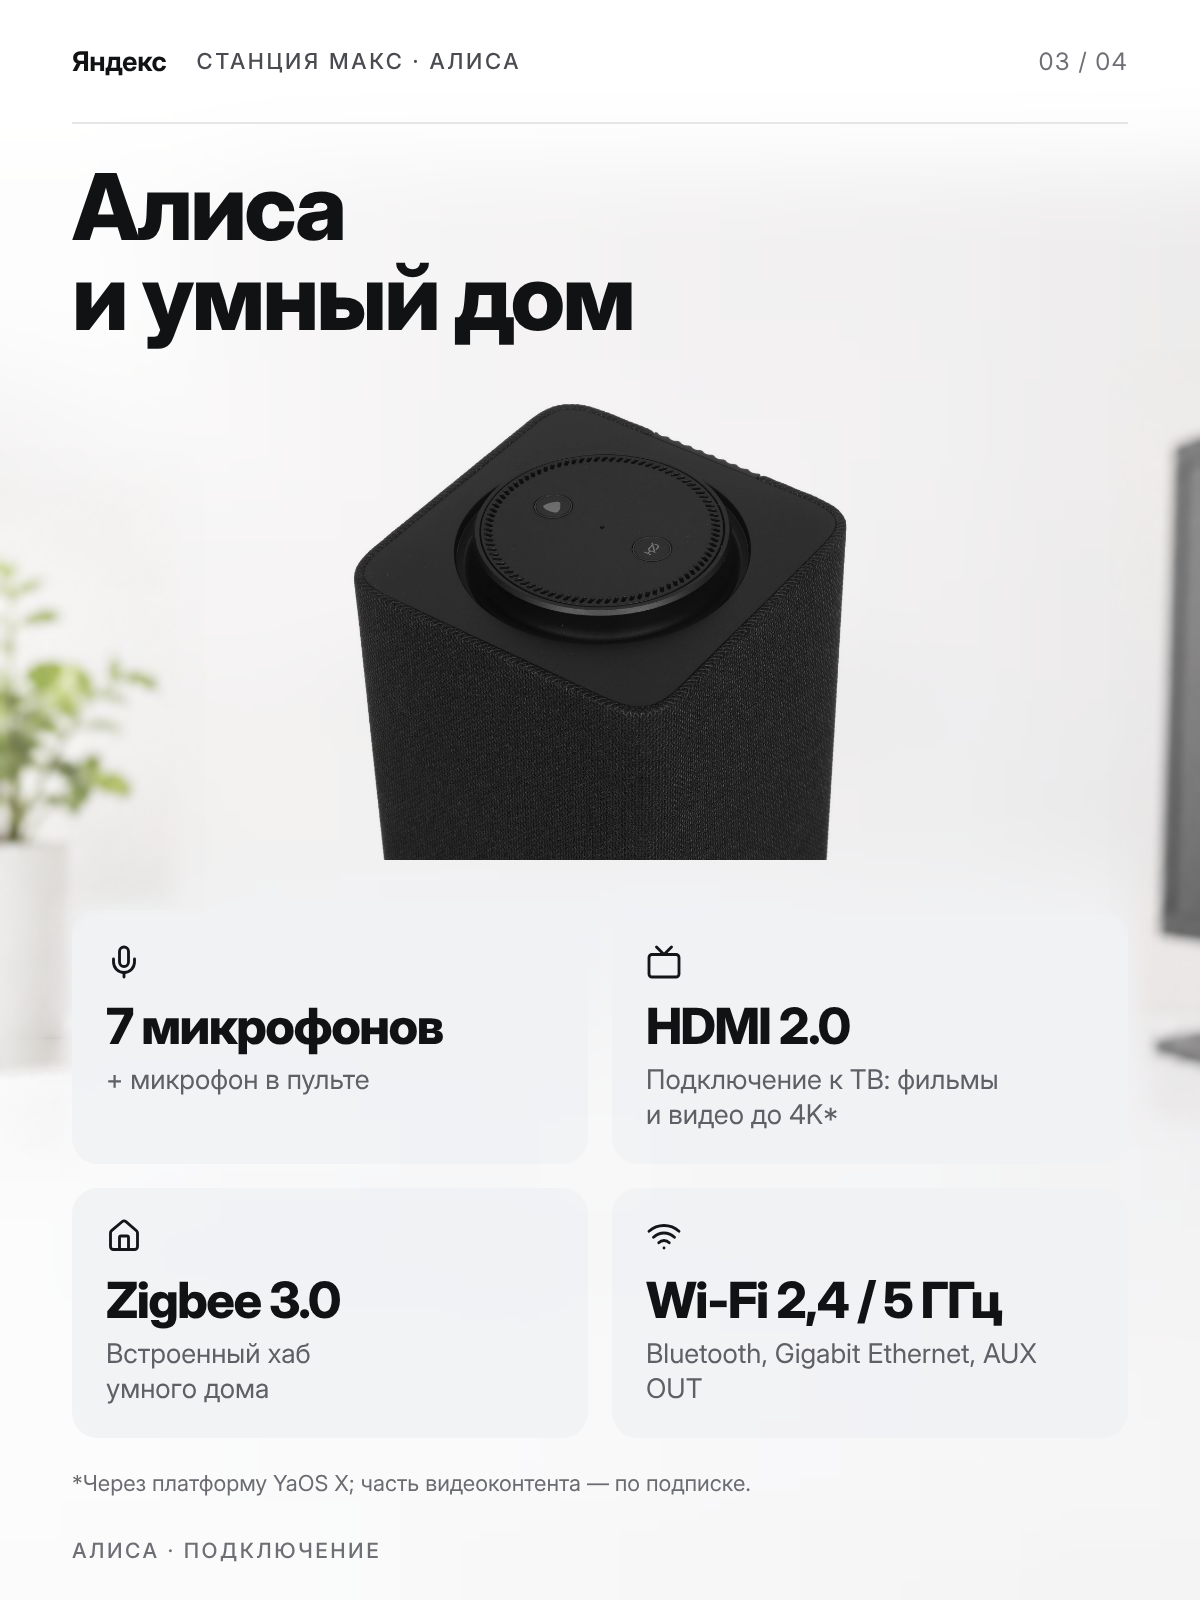 Яндекс СТАНЦИЯ МАКС · АЛИСА 03 / 04
Алиса
и умный дом
7 микрофонов
+ микрофон в пульте
HDMI 2.0
Подключение к ТВ: фильмы
и видео до 4K*
Zigbee 3.0
Встроенный хаб
умного дома
Wi-Fi 2,4 / 5 ГГц
Bluetooth, Gigabit Ethernet, AUX
OUT
*Через платформу YaOS X; часть видеоконтента — по подписке.
АЛИСА · ПОДКЛЮЧЕНИЕ